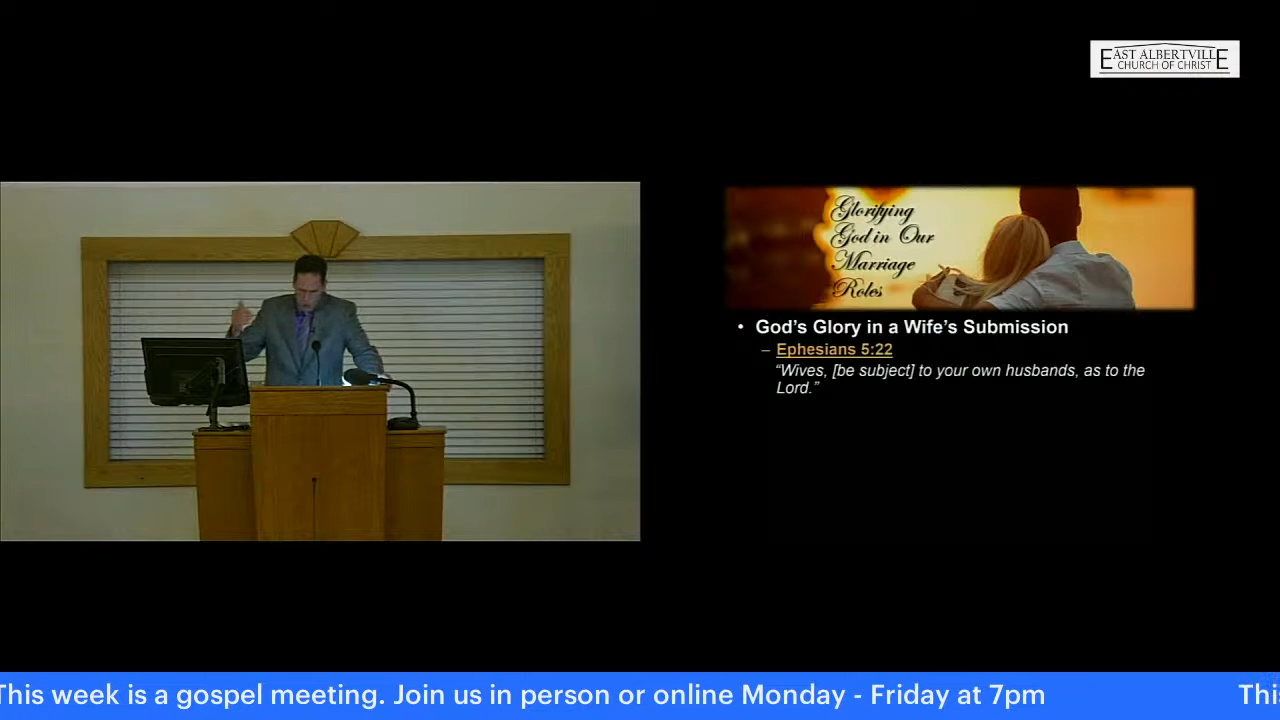 EAST ALBERTVILLE
CHURCH OF CHRIST
Glorifying
God in Our
Marriage
Roles
• God's Glory in a Wife's Submission
– Ephesians 5:22
“Wives, [be subject] to your own husbands, as to the
Lord.”
This week is a gospel meeting. Join us in person or online Monday - Friday at 7pm